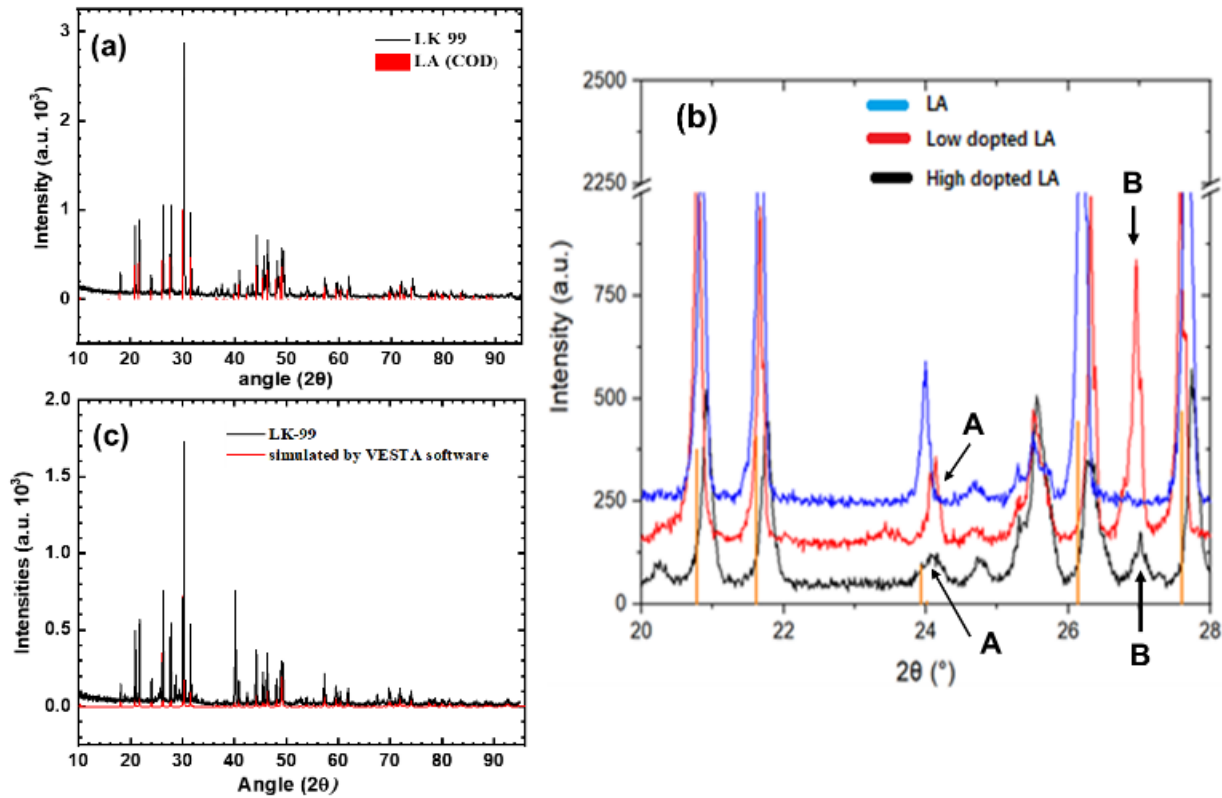 (a)
LK-99
LA (COD)
3
2
1
0
Intensity (a.u. 10³)
10 20 30 40 50 60 70 80 90
angle (2θ)
(b)
LA
Low dopted LA
High dopted LA
2500
2250
750
500
250
0
Intensity (a.u.)
A
B
A
B
20 22 24 26 28
2θ (°)
(c)
LK-99
simulated by VESTA software
2.0
1.5
1.0
0.5
0.0
Intensities (a.u. 10³)
10 20 30 40 50 60 70 80 90
Angle (2θ)